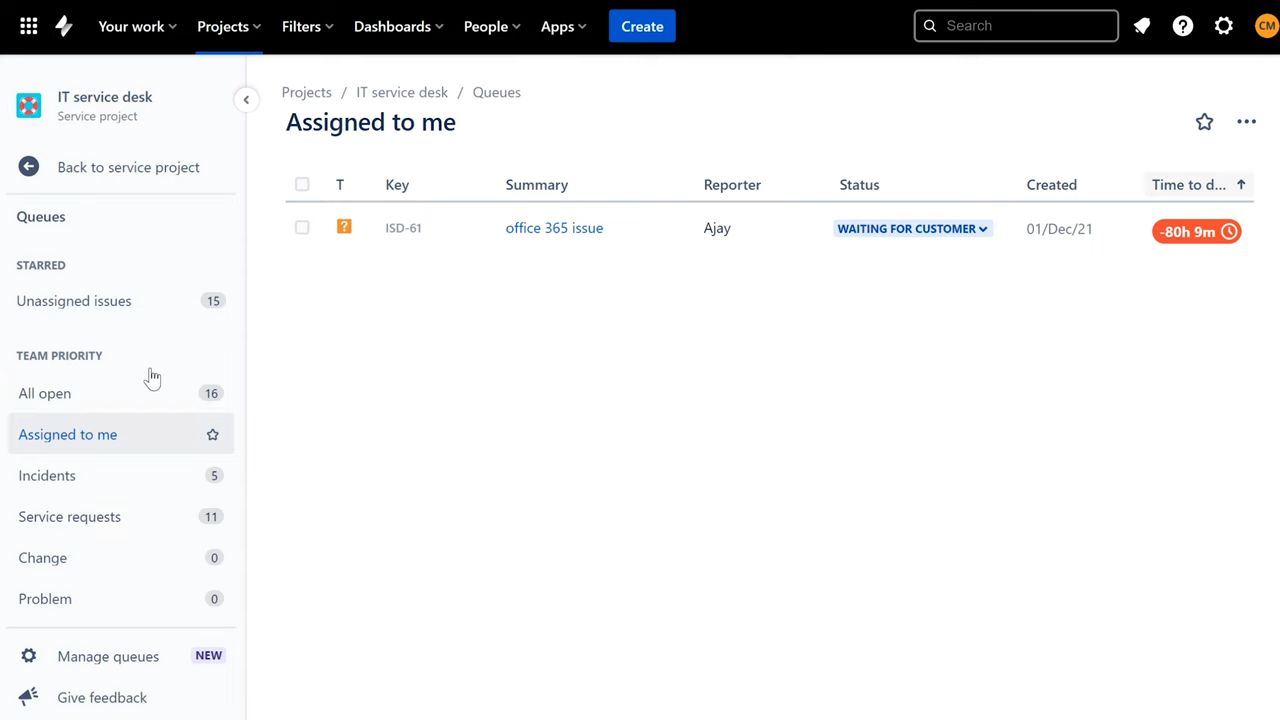 Your work Projects Filters Dashboards People Apps Create Search CM
IT service desk
Service project
Back to service project
Queues
STARRED
Unassigned issues 15
TEAM PRIORITY
All open 16
Assigned to me
Incidents 5
Service requests 11
Change 0
Problem 0
Manage queues NEW
Give feedback
Projects / IT service desk / Queues
Assigned to me
T Key Summary Reporter Status Created Time to d...
? ISD-61 office 365 issue Ajay WAITING FOR CUSTOMER 01/Dec/21 -80h 9m